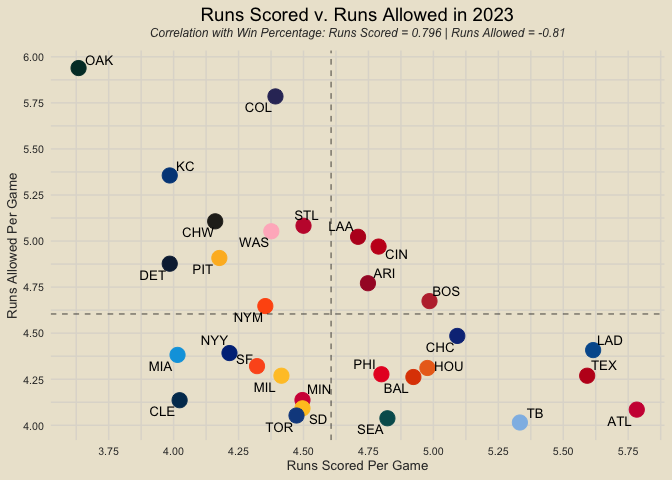 Runs Scored v. Runs Allowed in 2023
Correlation with Win Percentage: Runs Scored = 0.796 | Runs Allowed = -0.81
6.00
OAK
5.75
COL
5.50
KC
5.25
STL
CHW
LAA
WAS
5.00
CIN
PIT
DET
ARI
4.75
BOS
NYM
4.50
NYY
CHC
LAD
SF
MIA
PHI
HOU
TEX
4.25
MIL
MIN
BAL
CLE
SD
TB
ATL
TOR
SEA
4.00
Runs Allowed Per Game
3.75 4.00 4.25 4.50 4.75 5.00 5.25 5.50 5.75
Runs Scored Per Game